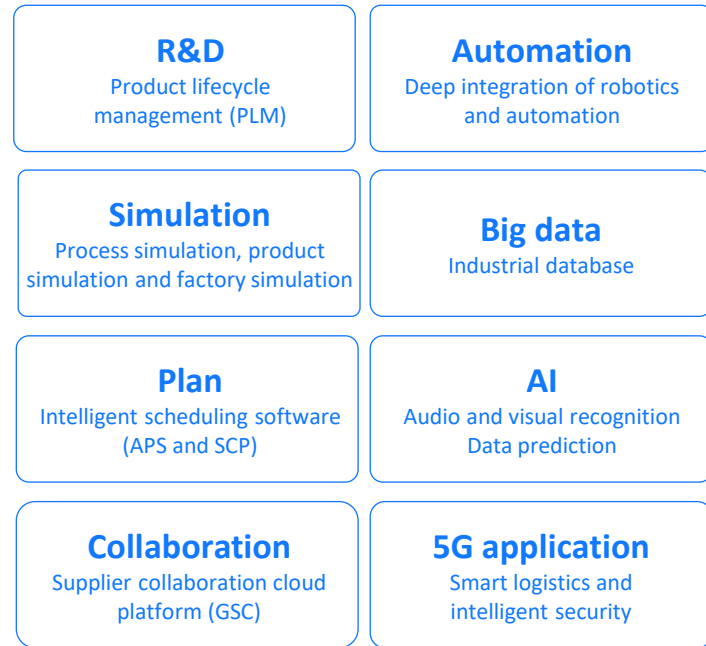 R&D
Product lifecycle
management (PLM)
Automation
Deep integration of robotics
and automation
Simulation
Process simulation, product
simulation and factory simulation
Big data
Industrial database
Plan
Intelligent scheduling software
(APS and SCP)
AI
Audio and visual recognition
Data prediction
Collaboration
Supplier collaboration cloud
platform (GSC)
5G application
Smart logistics and
intelligent security